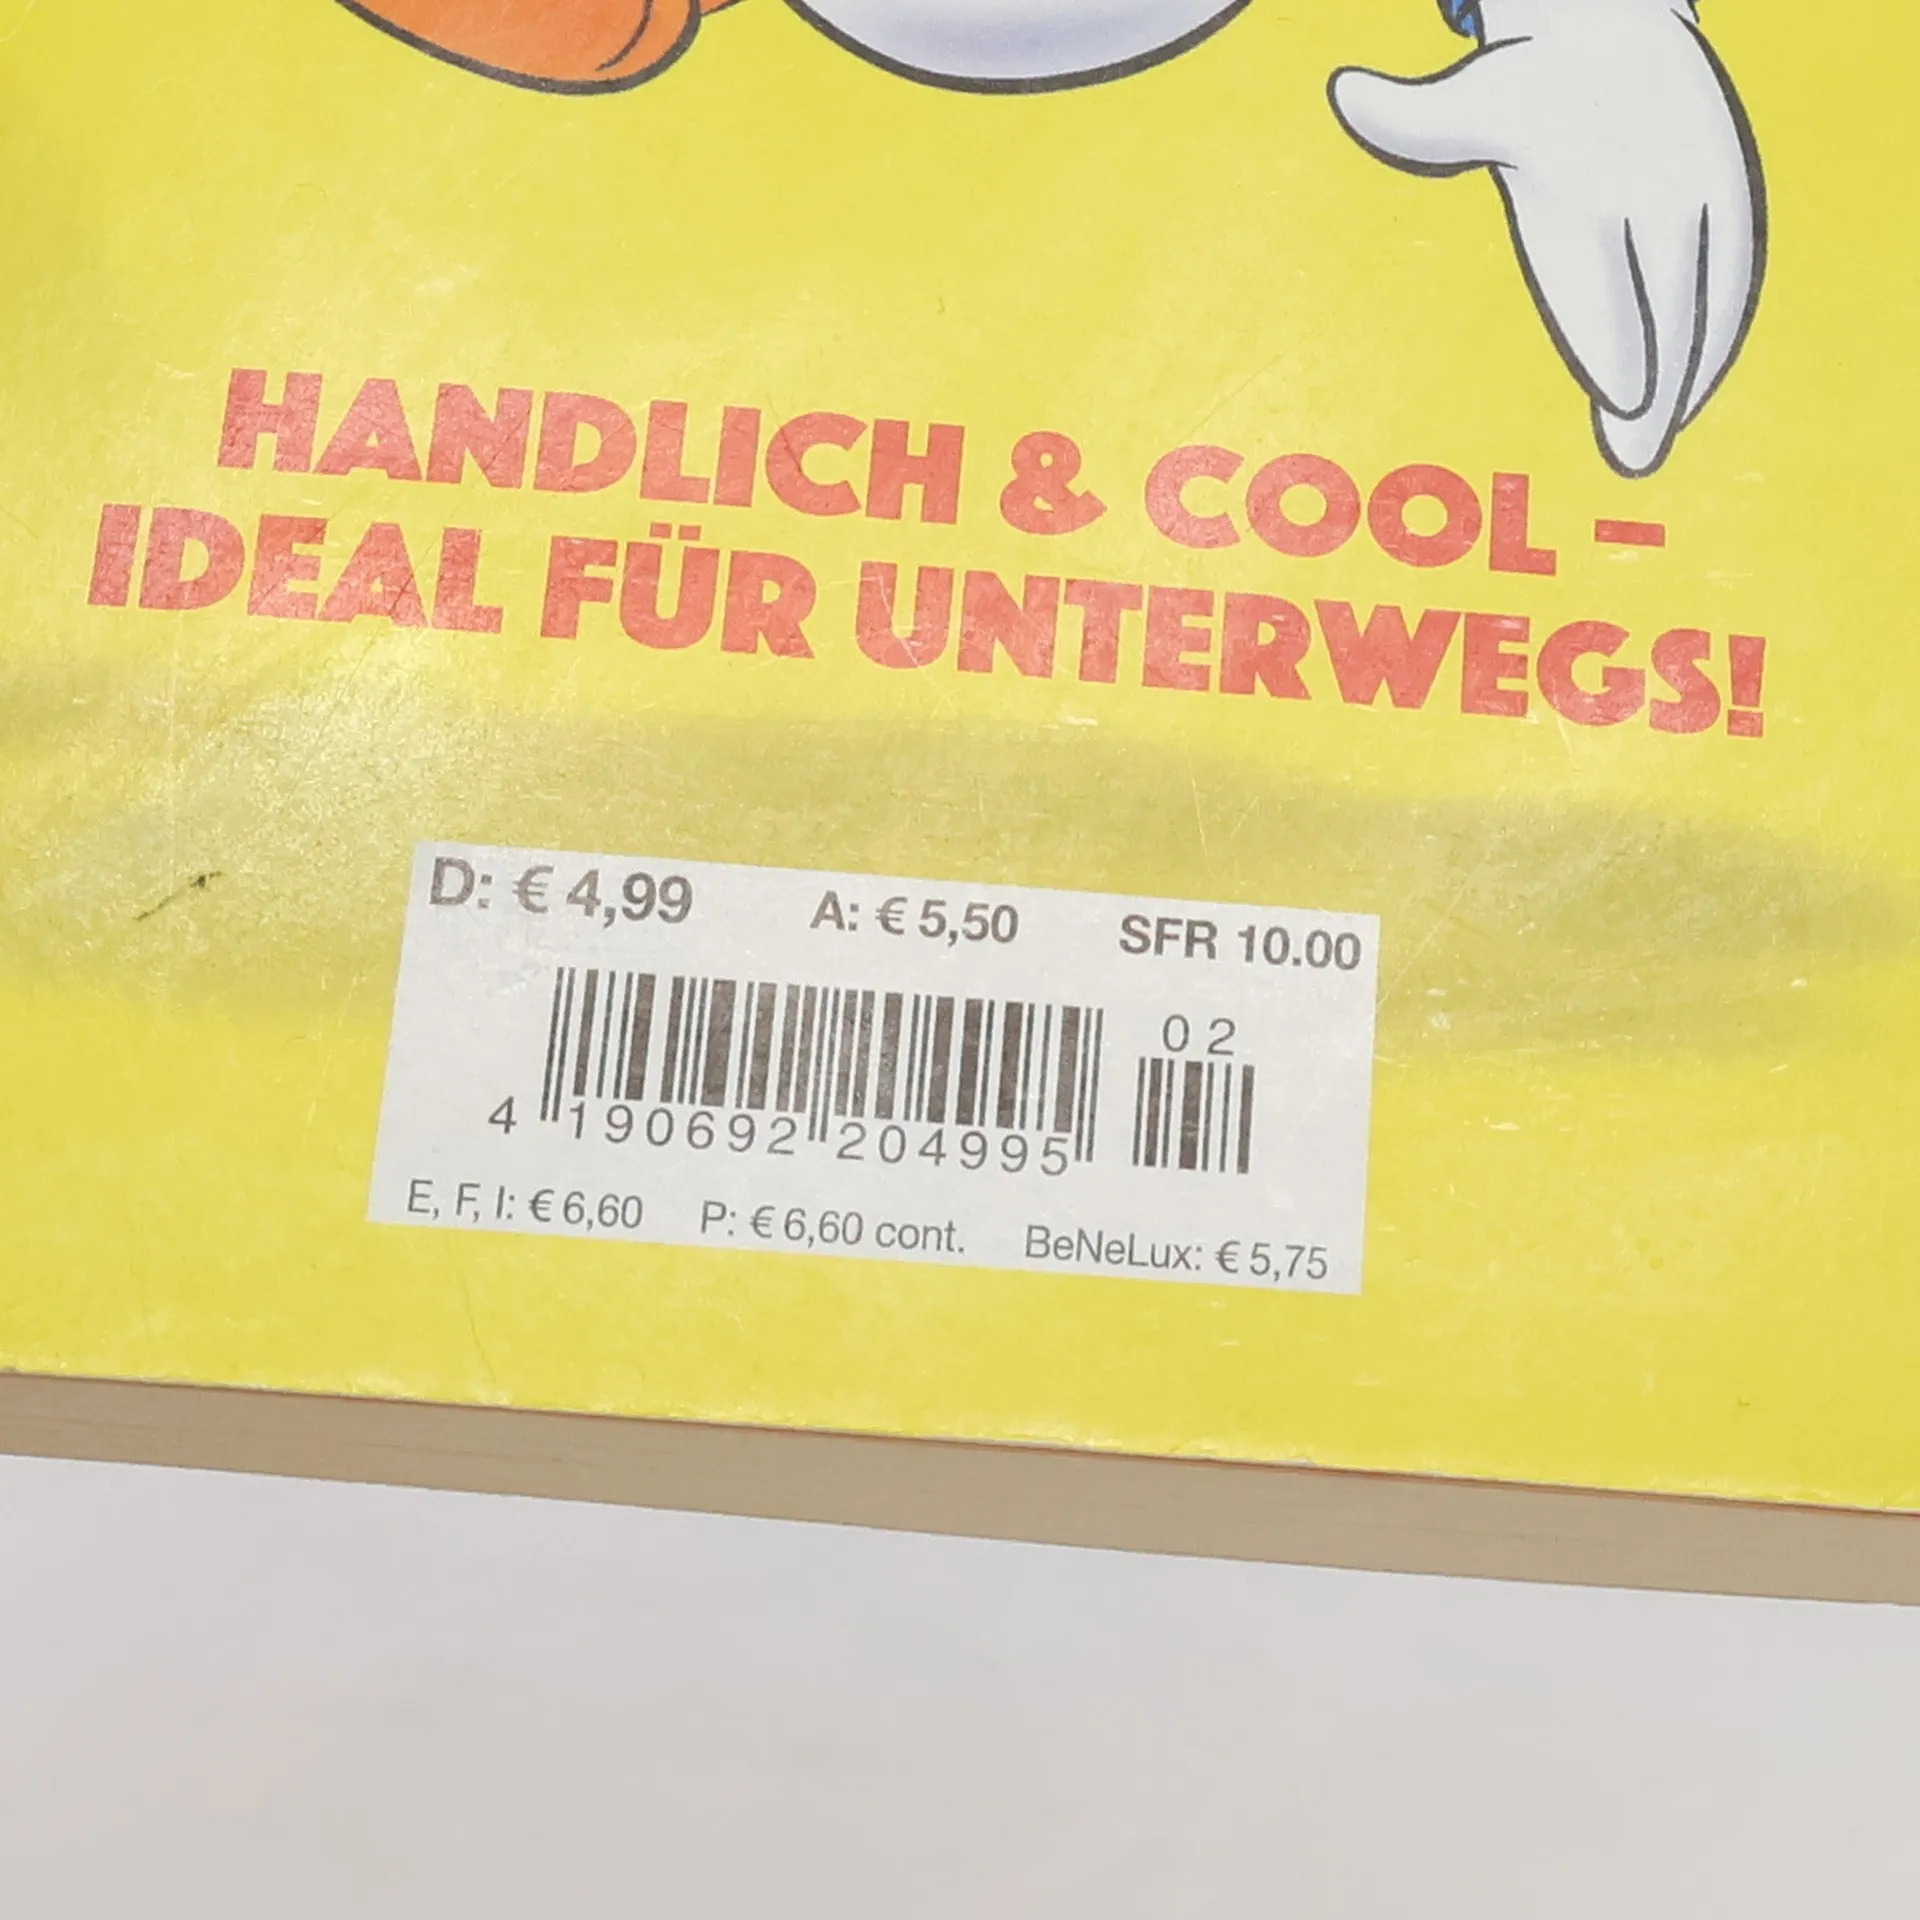 HANDLICH & COOL –
IDEAL FÜR UNTERWEGS!
D: € 4,99 A: € 5,50 SFR 10.00
02
4 190692 204995
E, F, I: € 6,60 P: € 6,60 cont. BeNeLux: € 5,75